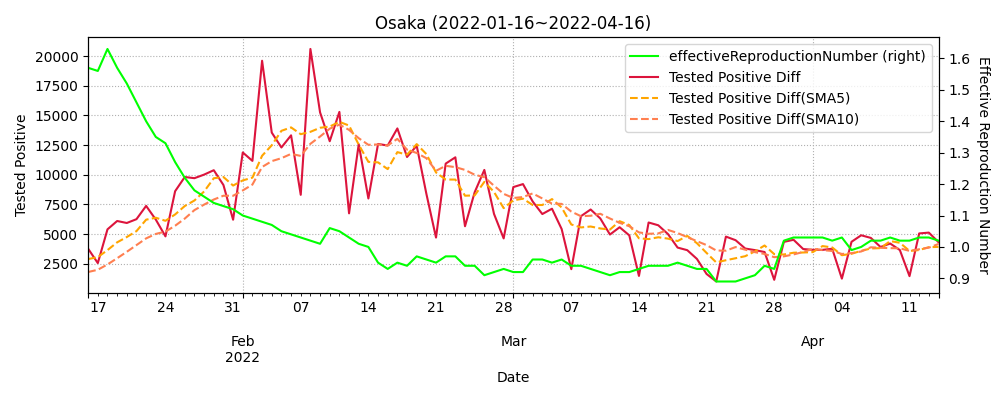 Osaka (2022-01-16~2022-04-16)
effectiveReproductionNumber (right)
Tested Positive Diff
Tested Positive Diff(SMA5)
Tested Positive Diff(SMA10)
Tested Positive
20000
17500
15000
12500
10000
7500
5000
2500
1.6
1.5
1.4
1.3
1.2
1.1
1.0
0.9
Effective Reproduction Number
17 24 31 07 14 21 28 07 14 21 28 04 11
Feb Mar Apr
2022
Date